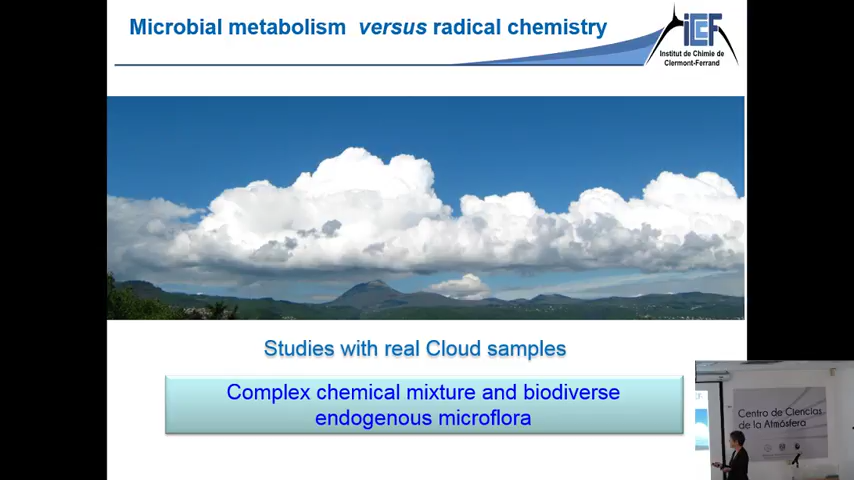 Microbial metabolism versus radical chemistry
iCCF
Institut de Chimie de
Clermont-Ferrand
Studies with real Cloud samples
Complex chemical mixture and biodiverse
endogenous microflora
Centro de Ciencias
de la Atmósfera